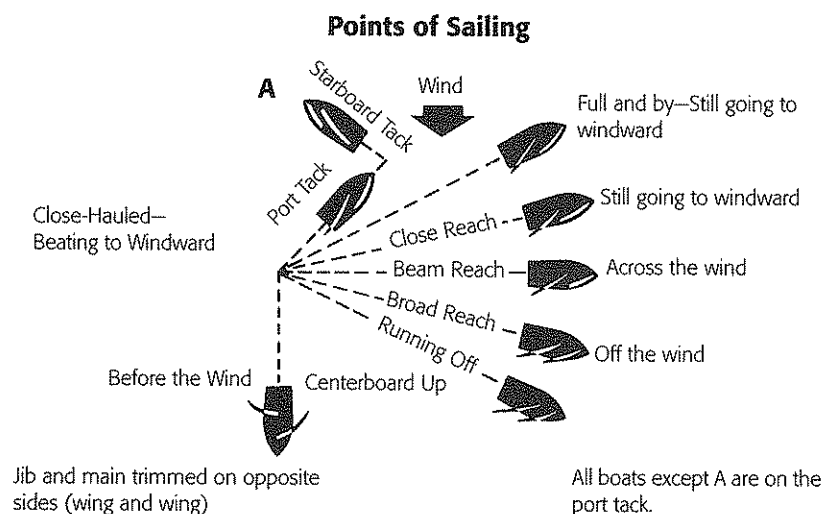 Points of Sailing
A
Starboard Tack
Wind
Full and by—Still going to
windward
Port Tack
Close-Hauled—
Beating to Windward
Close Reach
Still going to windward
Beam Reach
Across the wind
Broad Reach
Off the wind
Running Off
Before the Wind
Centerboard Up
Jib and main trimmed on opposite
sides (wing and wing)
All boats except A are on the
port tack.